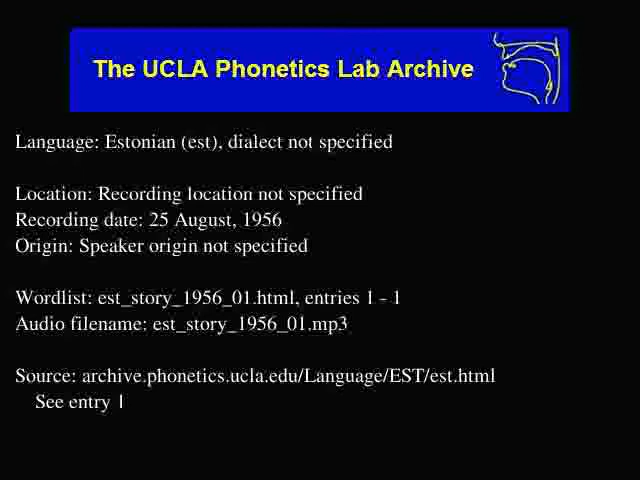 The UCLA Phonetics Lab Archive
Language: Estonian (est), dialect not specified
Location: Recording location not specified
Recording date: 25 August, 1956
Origin: Speaker origin not specified
Wordlist: est_story_1956_01.html, entries 1 - 1
Audio filename: est_story_1956_01.mp3
Source: archive.phonetics.ucla.edu/Language/EST/est.html
See entry 1